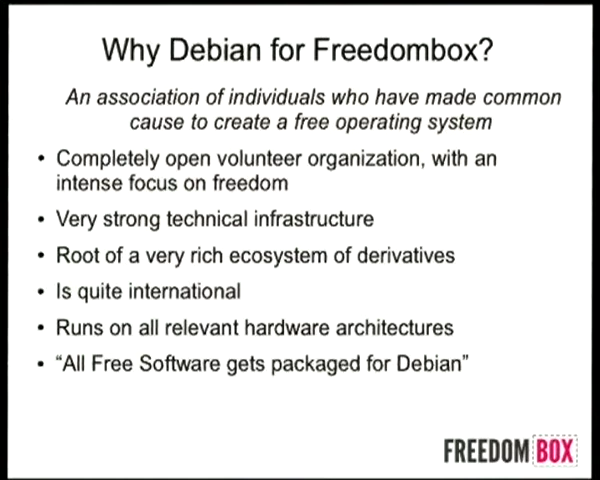 Why Debian for Freedombox?
An association of individuals who have made common
cause to create a free operating system
• Completely open volunteer organization, with an
intense focus on freedom
• Very strong technical infrastructure
• Root of a very rich ecosystem of derivatives
• Is quite international
• Runs on all relevant hardware architectures
• “All Free Software gets packaged for Debian”
FREEDOMBOX